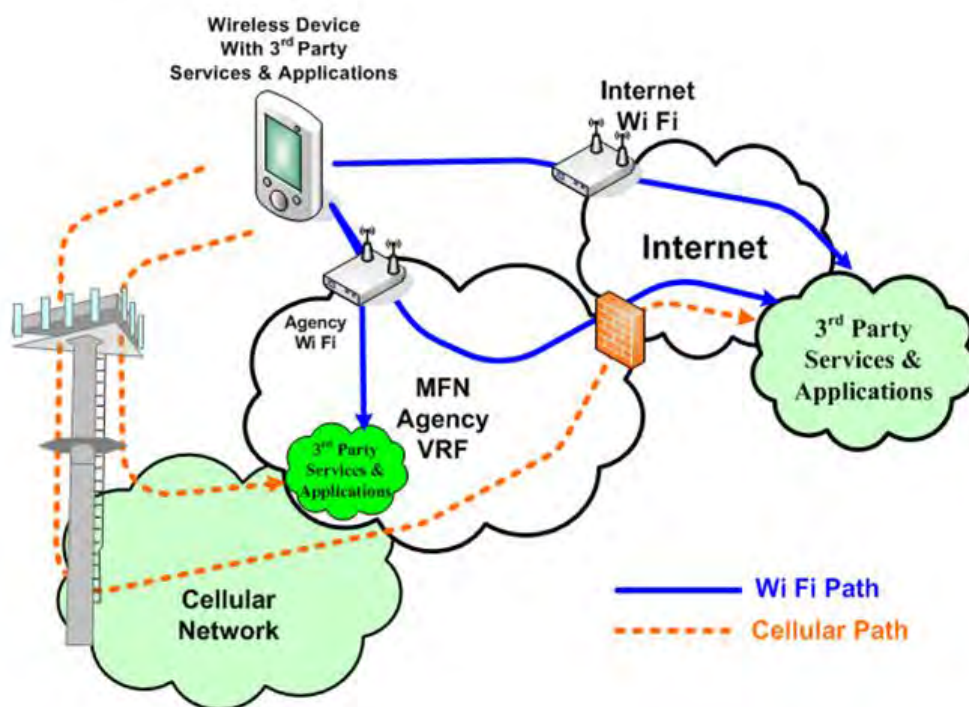 Wireless Device
With 3rd Party
Services & Applications
Internet
Wi Fi
Internet
Agency
Wi Fi
MFN
Agency
VRF
3rd Party
Services &
Applications
3rd Party
Services &
Applications
Cellular
Network
Wi Fi Path
Cellular Path